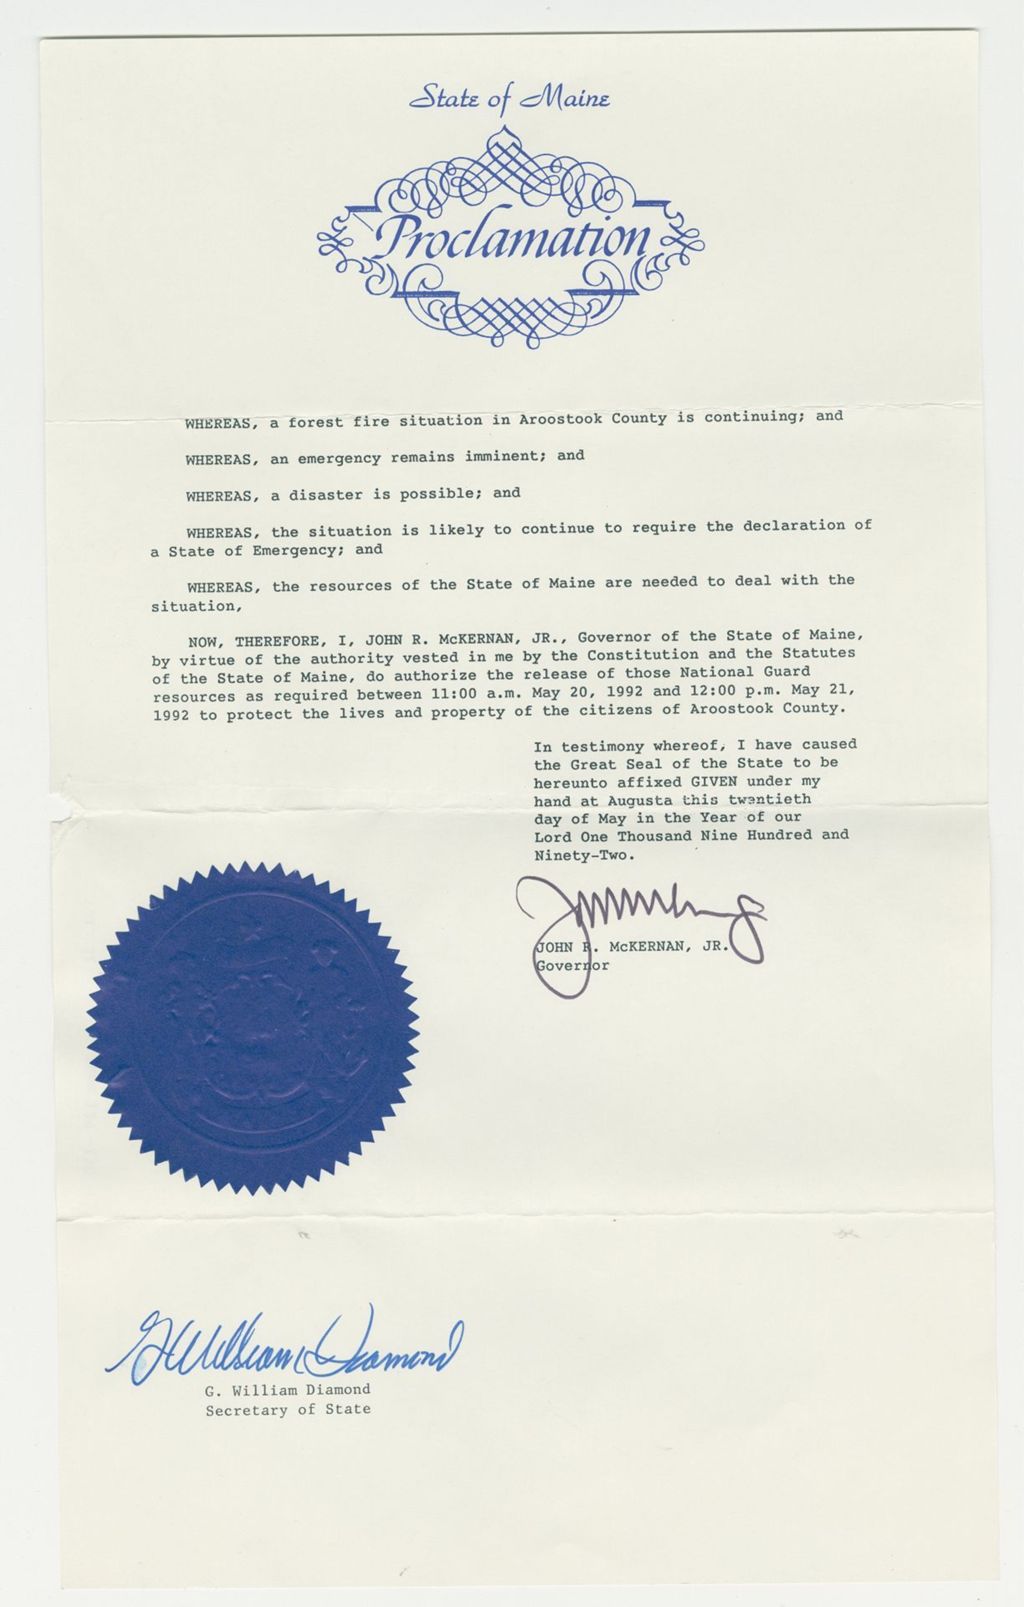 State of Maine
Proclamation
WHEREAS, a forest fire situation in Aroostook County is continuing; and
WHEREAS, an emergency remains imminent; and
WHEREAS, a disaster is possible; and
WHEREAS, the situation is likely to continue to require the declaration of
a State of Emergency; and
WHEREAS, the resources of the State of Maine are needed to deal with the
situation,
NOW, THEREFORE, I, JOHN R. McKERNAN, JR., Governor of the State of Maine,
by virtue of the authority vested in me by the Constitution and the Statutes
of the State of Maine, do authorize the release of those National Guard
resources as required between 11:00 a.m. May 20, 1992 and 12:00 p.m. May 21,
1992 to protect the lives and property of the citizens of Aroostook County.
In testimony whereof, I have caused
the Great Seal of the State to be
hereunto affixed GIVEN under my
hand at Augusta this twentieth
day of May in the Year of our
Lord One Thousand Nine Hundred and
Ninety-Two.
JOHN R. McKERNAN, JR.
Governor
G William Diamond
G. William Diamond
Secretary of State